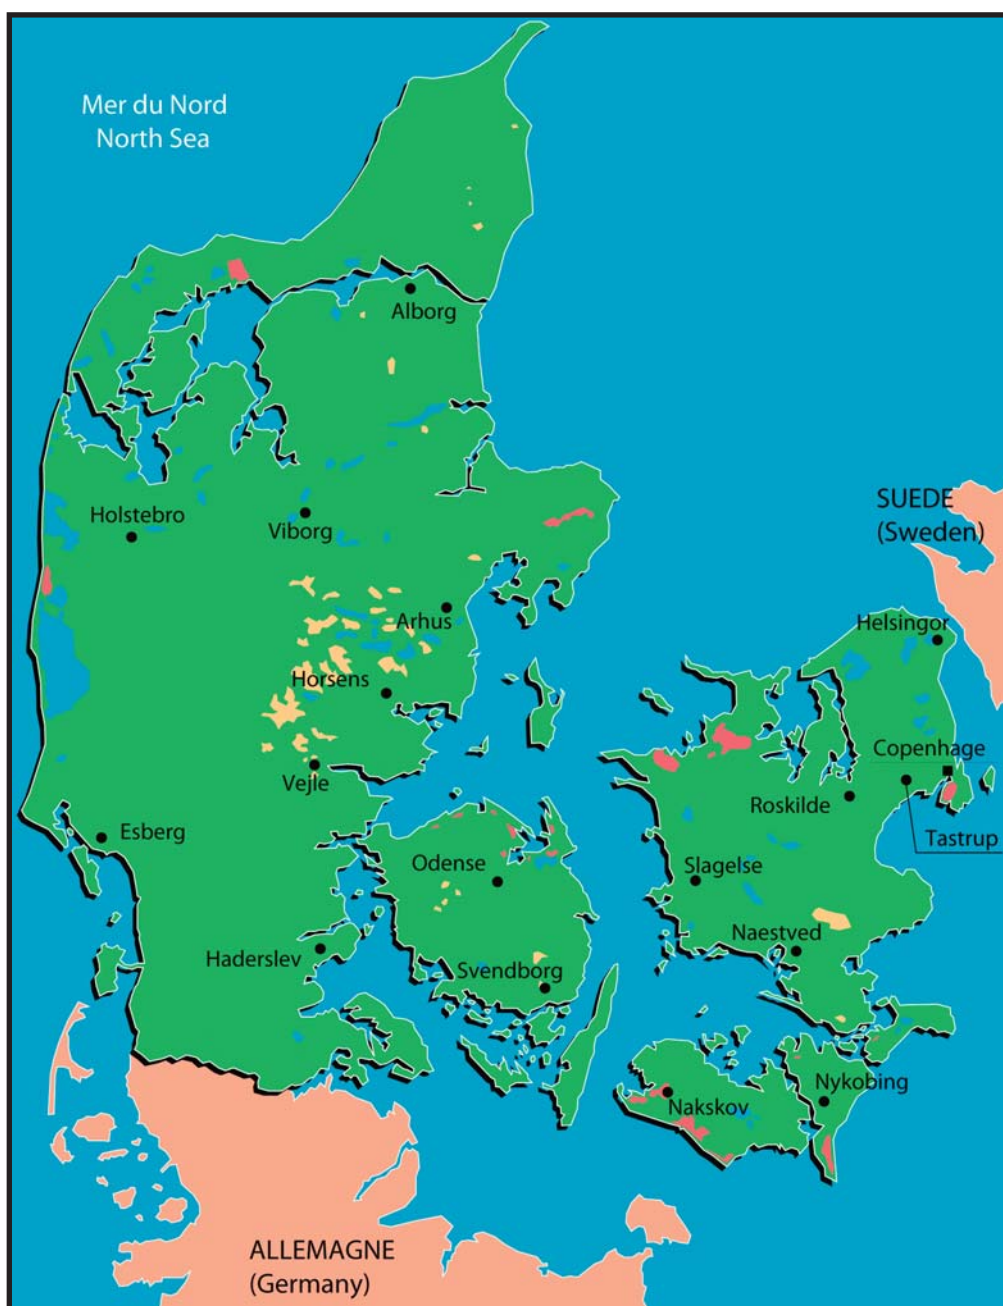 Mer du Nord
North Sea
Alborg
SUEDE
(Sweden)
Holstebro
Viborg
Arhus
Helsingor
Horsens
Copenhage
Vejle
Roskilde
Esberg
Tastrup
Odense
Slagelse
Naestved
Haderslev
Svendborg
Nykobing
Nakskov
ALLEMAGNE
(Germany)